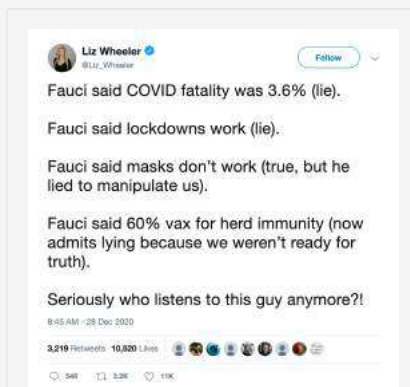 Liz Wheeler
@Liz_Wheeler
Follow
Fauci said COVID fatality was 3.6% (lie).
Fauci said lockdowns work (lie).
Fauci said masks don't work (true, but he
lied to manipulate us).
Fauci said 60% vax for herd immunity (now
admits lying because we weren't ready for
truth).
Seriously who listens to this guy anymore?!
8:45 AM - 28 Dec 2020
3,219 Retweets 10,820 Likes
548 3.2K 11K